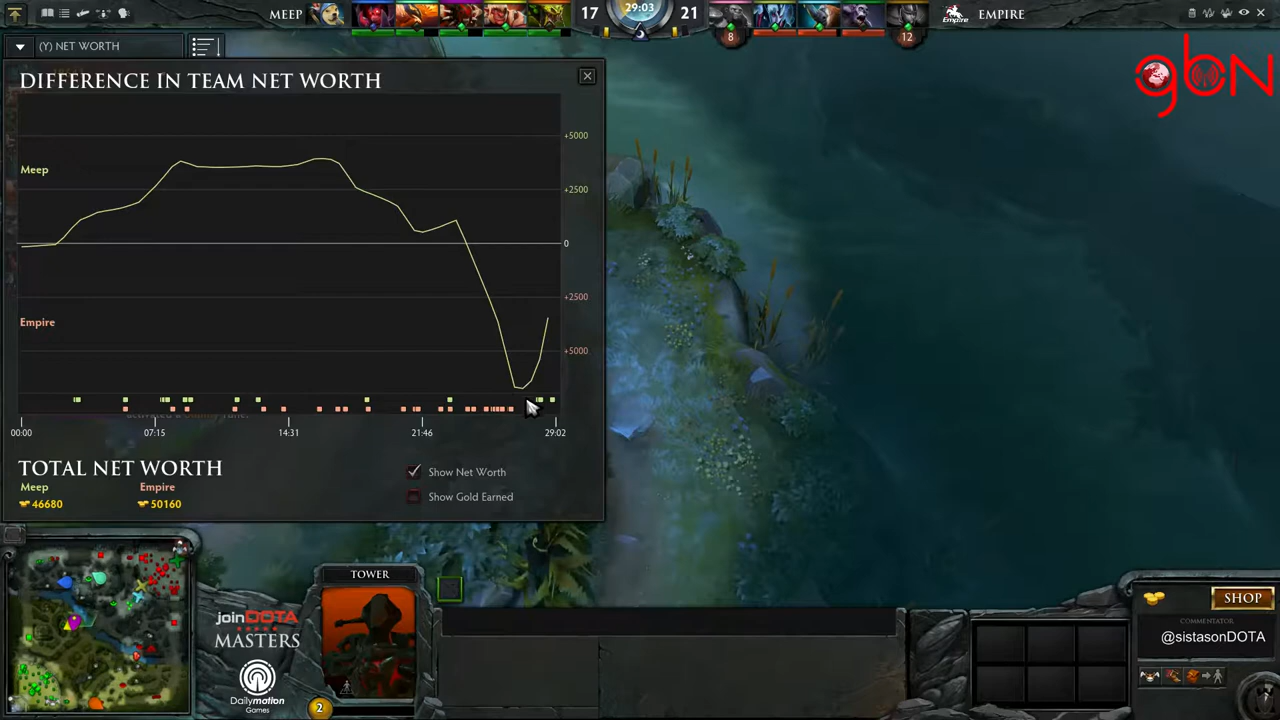 MEEP
17
29:03
21
EMPIRE
Empire
8
12
(Y) NET WORTH
gbN
DIFFERENCE IN TEAM NET WORTH
+5000
Meep
+2500
0
+2500
Empire
+5000
00:00
07:15
14:31
21:46
29:02
TOTAL NET WORTH
Meep
Empire
46680
50160
Show Net Worth
Show Gold Earned
TOWER
joinDOTA
MASTERS
Dailymotion
Games
2
SHOP
COMMENTATOR
@sistasonDOTA